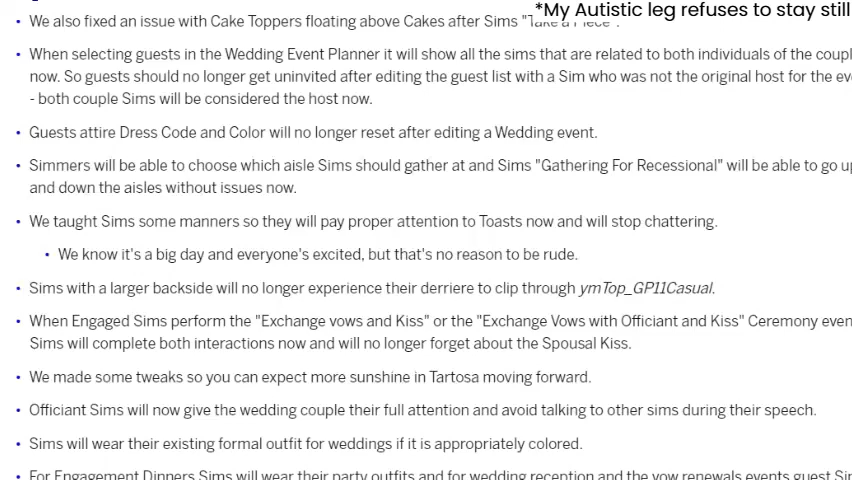 *My Autistic leg refuses to stay still
• We also fixed an issue with Cake Toppers floating above Cakes after Sims "Take a Piece".
• When selecting guests in the Wedding Event Planner it will show all the sims that are related to both individuals of the
now. So guests should no longer get uninvited after editing the guest list with a Sim who was not the original host for the
- both couple Sims will be considered the host now.
• Guests attire Dress Code and Color will no longer reset after editing a Wedding event.
• Simmers will be able to choose which aisle Sims should gather at and Sims "Gathering For Recessional" will be able to go
and down the aisles without issues now.
• We taught Sims some manners so they will pay proper attention to Toasts now and will stop chattering.
• We know it's a big day and everyone's excited, but that's no reason to be rude.
• Sims with a larger backside will no longer experience their derriere to clip through ymTop_GP11Casual.
• When Engaged Sims perform the "Exchange vows and Kiss" or the "Exchange Vows with Officiant and Kiss" Ceremony
Sims will complete both interactions now and will no longer forget about the Spousal Kiss.
• We made some tweaks so you can expect more sunshine in Tartosa moving forward.
• Officiant Sims will now give the wedding couple their full attention and avoid talking to other sims during their speech.
• Sims will wear their existing formal outfit for weddings if it is appropriately colored.
• For Engagement Dinners Sims will wear their party outfits and for wedding reception and the vow renewals events guest